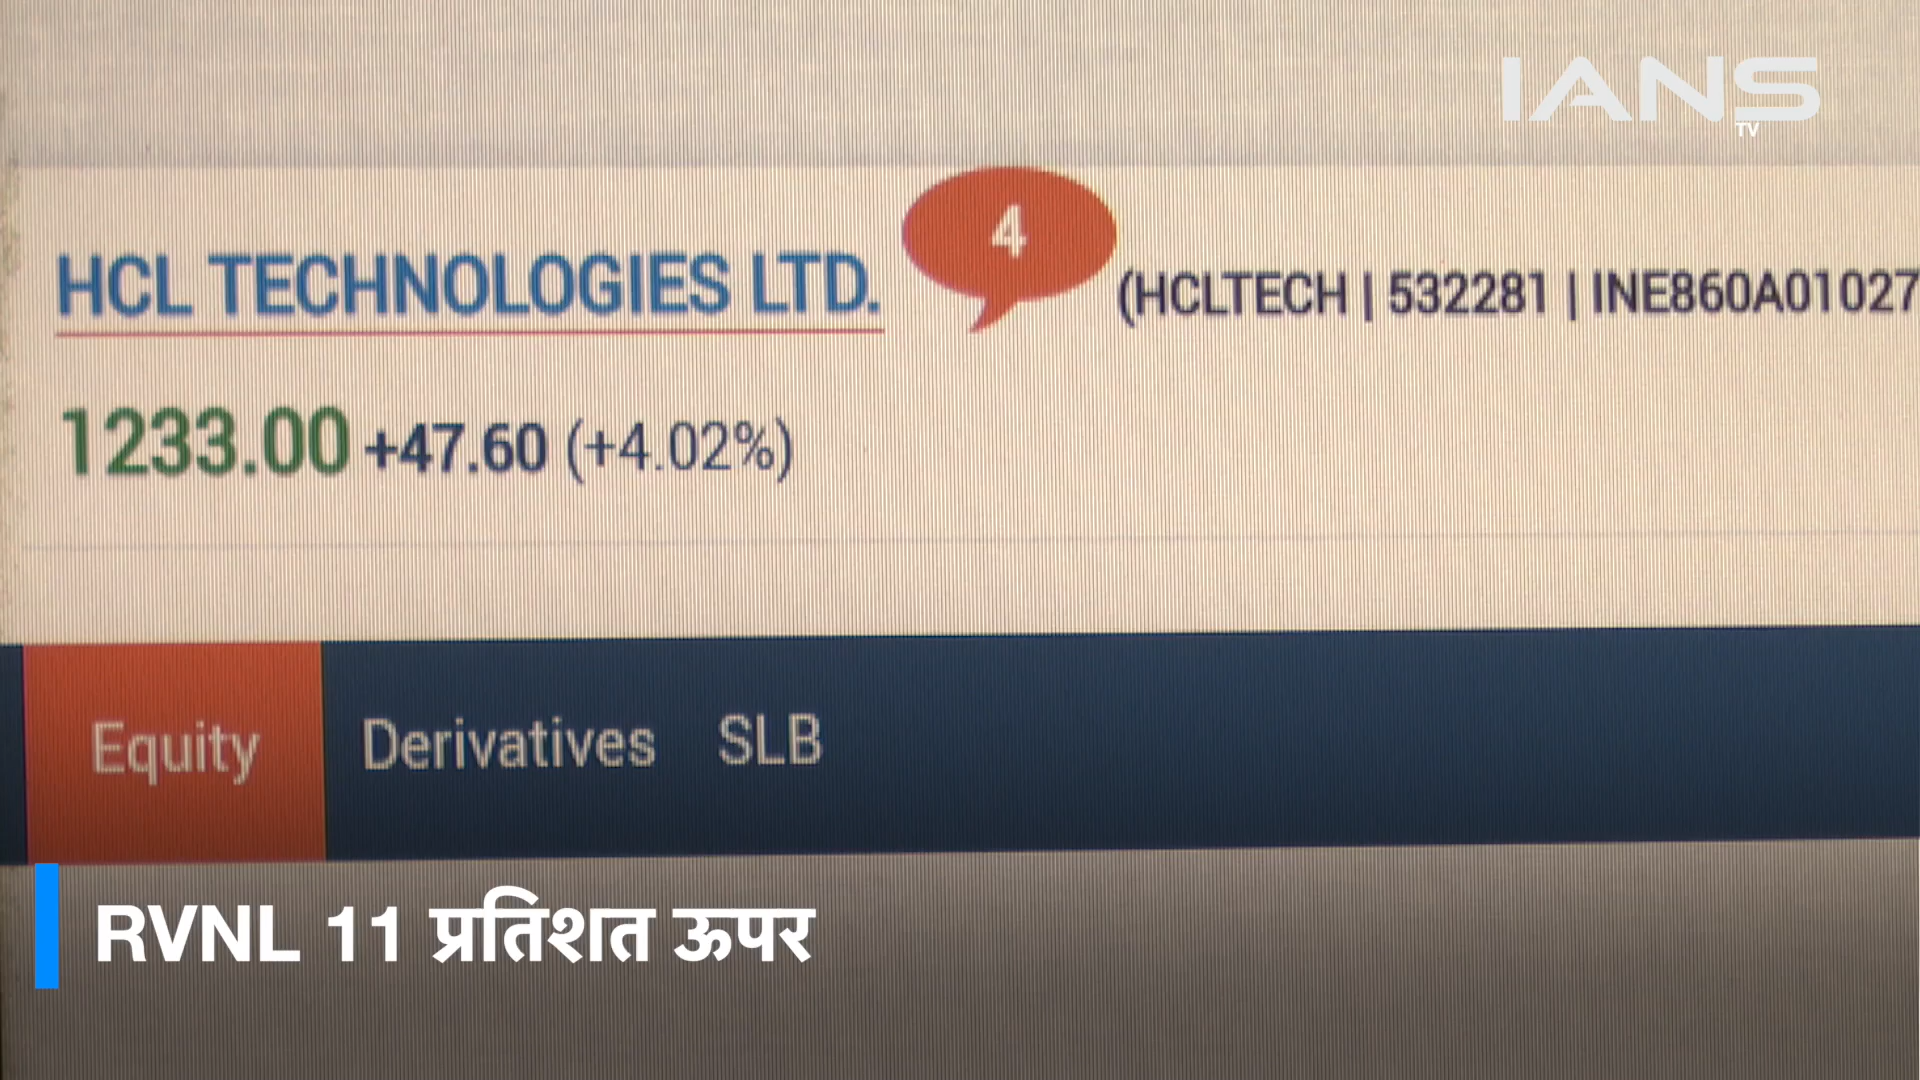 IANS
TV
4
HCL TECHNOLOGIES LTD. (HCLTECH | 532281 | INE860A01027
1233.00 +47.60 (+4.02%)
Equity Derivatives SLB
RVNL 11 प्रतिशत ऊपर